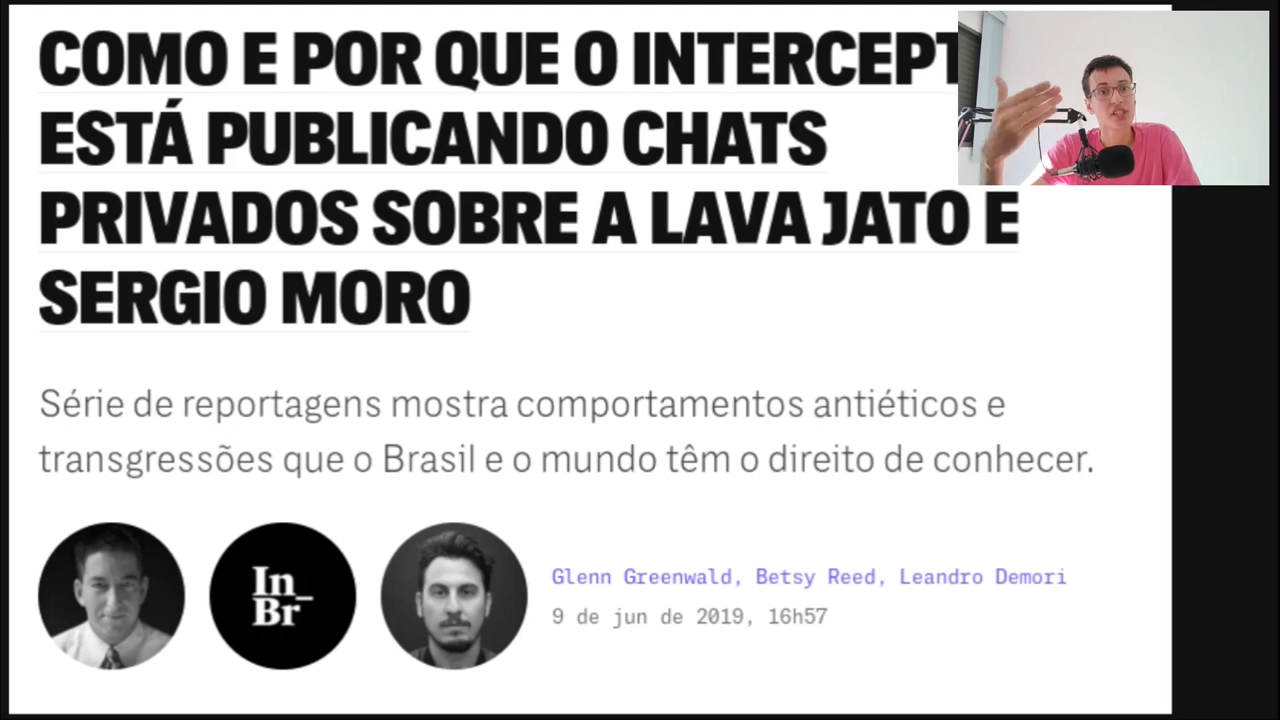 COMO E POR QUE O INTERCEPT
ESTÁ PUBLICANDO CHATS
PRIVADOS SOBRE A LAVA JATO E
SERGIO MORO
Série de reportagens mostra comportamentos antiéticos e
transgressões que o Brasil e o mundo têm o direito de conhecer.
In_
Br
Glenn Greenwald, Betsy Reed, Leandro Demori
9 de jun de 2019, 16h57